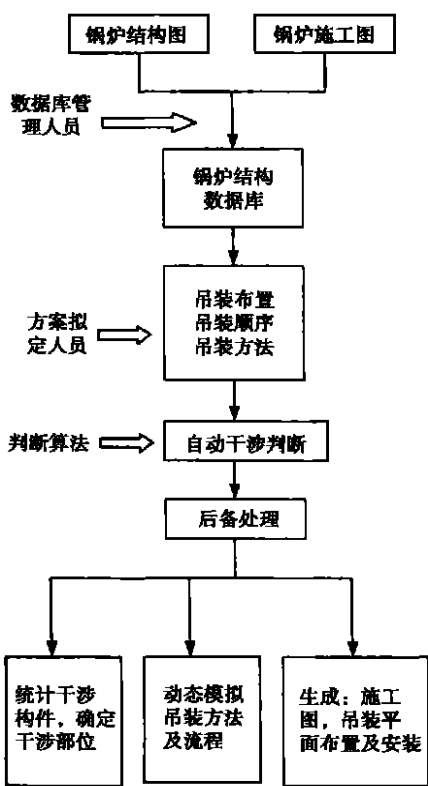 锅炉结构图
锅炉施工图
数据库管
理人员
锅炉结构
数据库
吊装布置
吊装顺序
吊装方法
方案拟
定人员
判断算法
自动干涉判断
后备处理
统计干涉
构件，确定
干涉部位
动态模拟
吊装方法
及流程
生成：施工
图，吊装平
面布置及安装